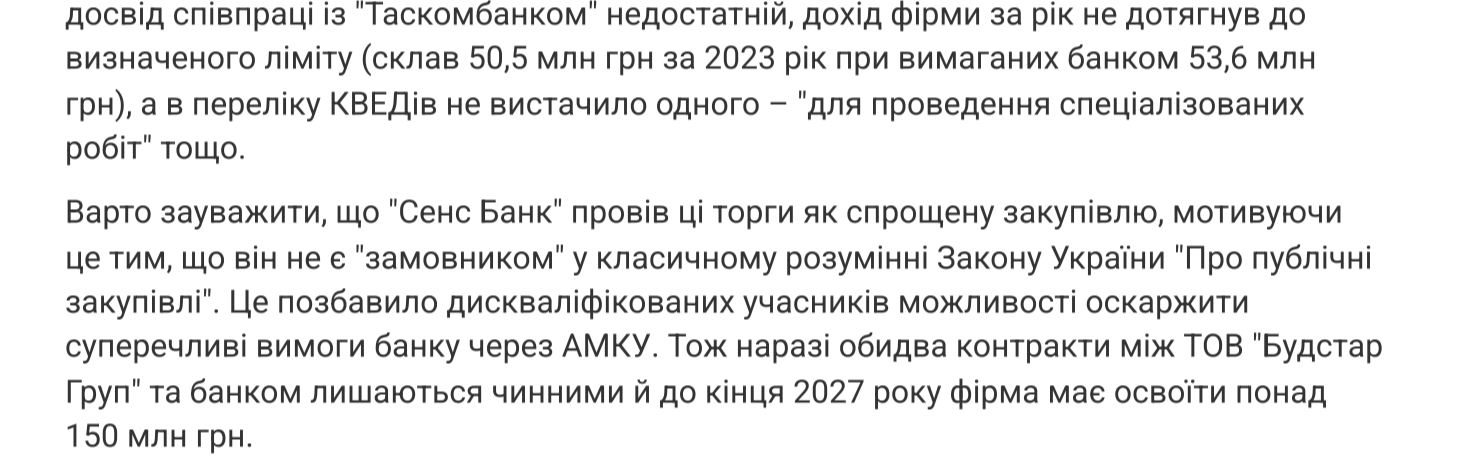 досвід співпраці із "Таскомбанком" недостатній, дохід фірми за рік не дотягнув до
визначеного ліміту (склав 50,5 млн грн за 2023 рік при вимаганих банком 53,6 млн
грн), а в переліку КВЕДів не вистачило одного – "для проведення спеціалізованих
робіт" тощо.
Варто зауважити, що "Сенс Банк" провів ці торги як спрощену закупівлю, мотивуючи
це тим, що він не є "замовником" у класичному розумінні Закону України "Про публічні
закупівлі". Це позбавило дискваліфікованих учасників можливості оскаржити
суперечливі вимоги банку через АМКУ. Тож наразі обидва контракти між ТОВ "Будстар
Груп" та банком лишаються чинними й до кінця 2027 року фірма має освоїти понад
150 млн грн.